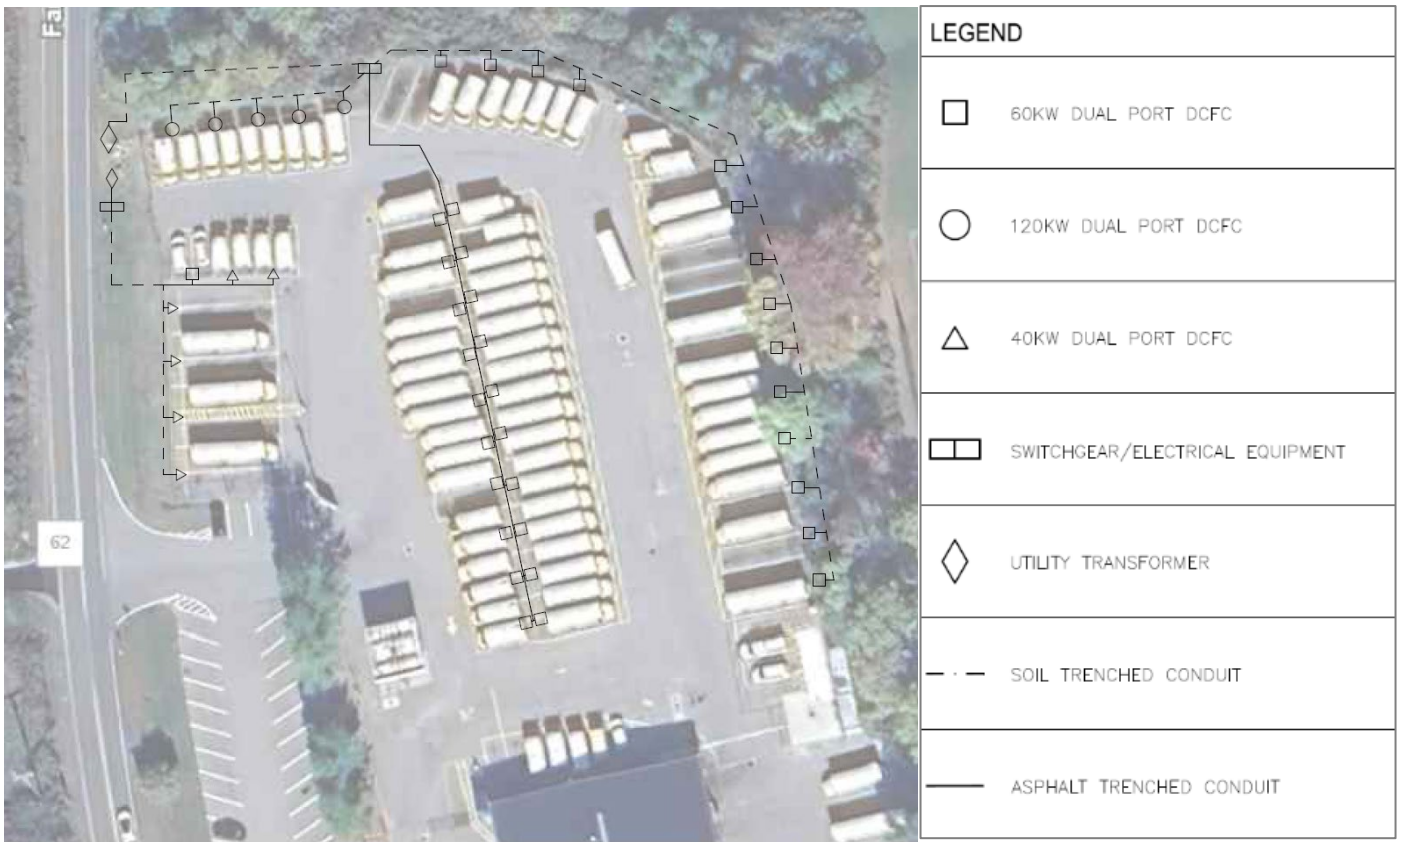 Fa
62
LEGEND
60KW DUAL PORT DCFC
120KW DUAL PORT DCFC
40KW DUAL PORT DCFC
SWITCHGEAR/ELECTRICAL EQUIPMENT
UTILITY TRANSFORMER
SOIL TRENCHED CONDUIT
ASPHALT TRENCHED CONDUIT